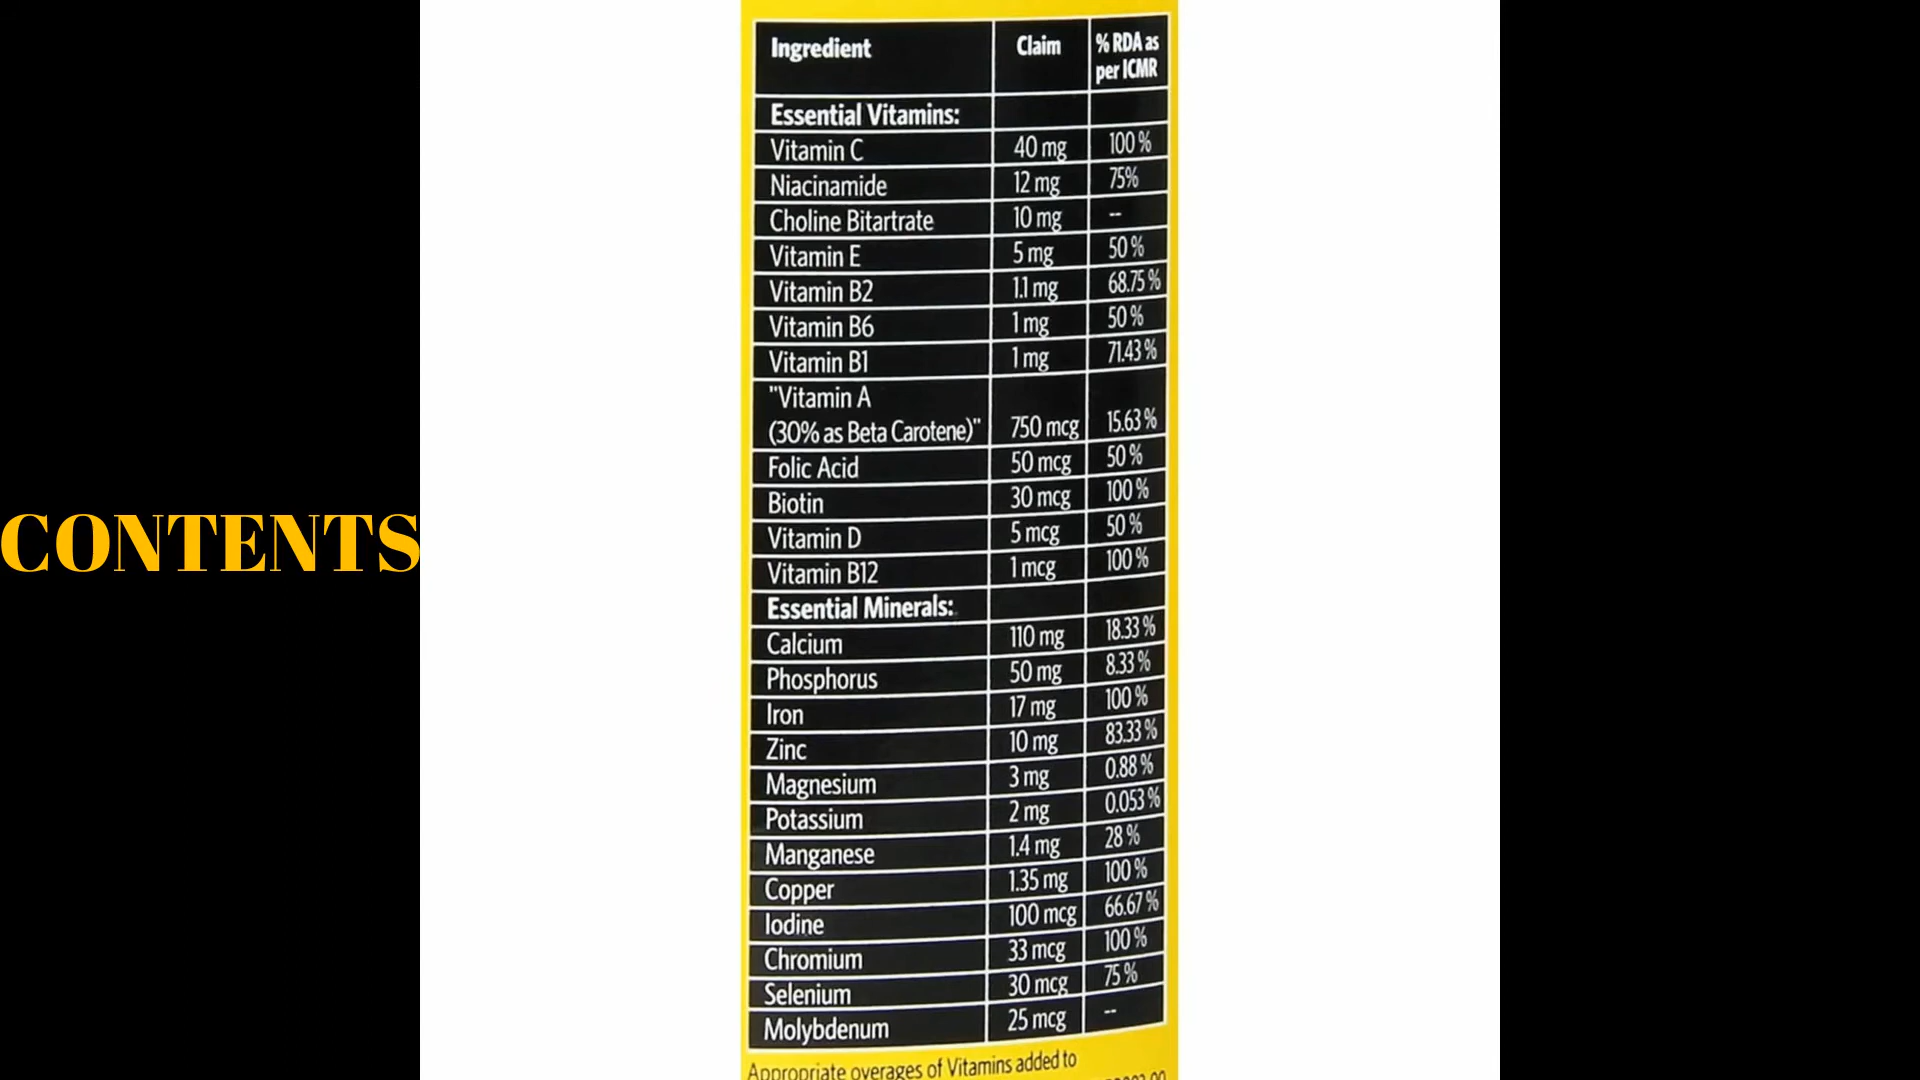 CONTENTS
Ingredient Claim % RDA as per ICMR
Essential Vitamins:
Vitamin C 40 mg 100 %
Niacinamide 12 mg 75%
Choline Bitartrate 10 mg --
Vitamin E 5 mg 50 %
Vitamin B2 1.1 mg 68.75 %
Vitamin B6 1 mg 50 %
Vitamin B1 1 mg 71.43 %
"Vitamin A
(30% as Beta Carotene)" 750 mcg 15.63 %
Folic Acid 50 mcg 50 %
Biotin 30 mcg 100 %
Vitamin D 5 mcg 50 %
Vitamin B12 1 mcg 100 %
Essential Minerals:
Calcium 110 mg 18.33 %
Phosphorus 50 mg 8.33 %
Iron 17 mg 100 %
Zinc 10 mg 83.33 %
Magnesium 3 mg 0.88 %
Potassium 2 mg 0.053 %
Manganese 1.4 mg 28 %
Copper 1.35 mg 100 %
Iodine 100 mcg 66.67 %
Chromium 33 mcg 100 %
Selenium 30 mcg 75 %
Molybdenum 25 mcg --
Appropriate overages of Vitamins added to